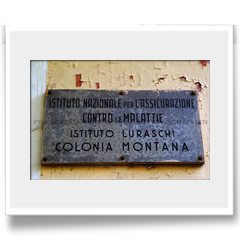 ISTITUTO NAZIONALE PER L'ASSICURAZIONE
CONTRO LE MALATTIE
ISTITUTO LURASCHI
COLONIA MONTANA